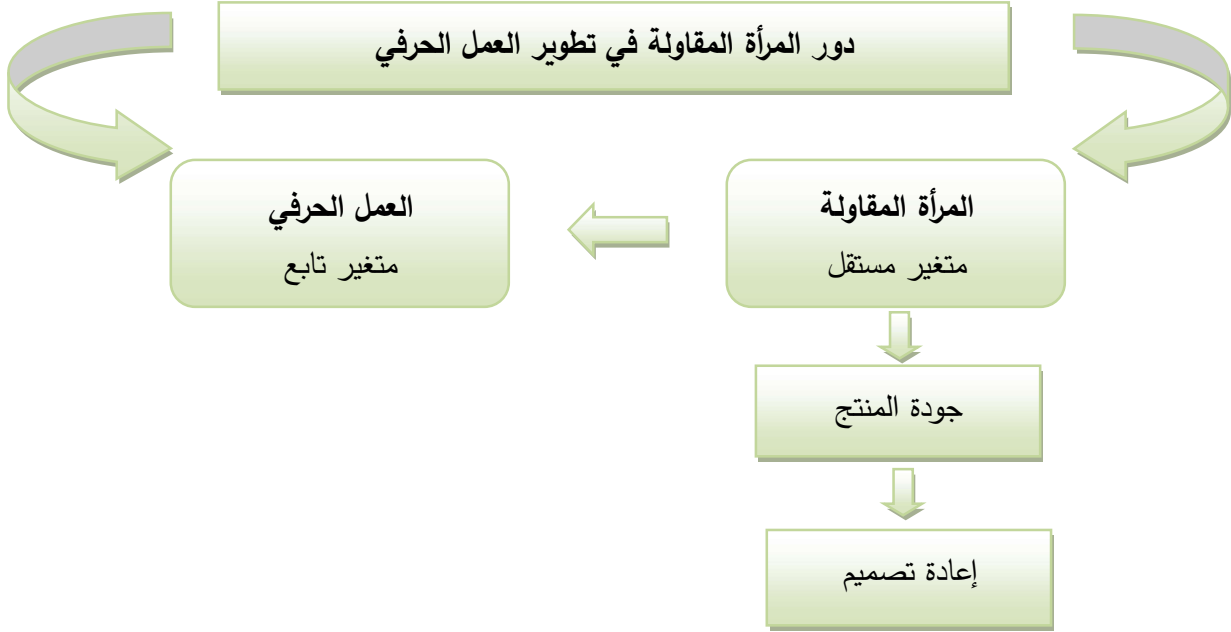 دور المرأة المقاولة في تطوير العمل الحرفي
المرأة المقاولة
متغير مستقل
العمل الحرفي
متغير تابع
جودة المنتج
إعادة تصميم